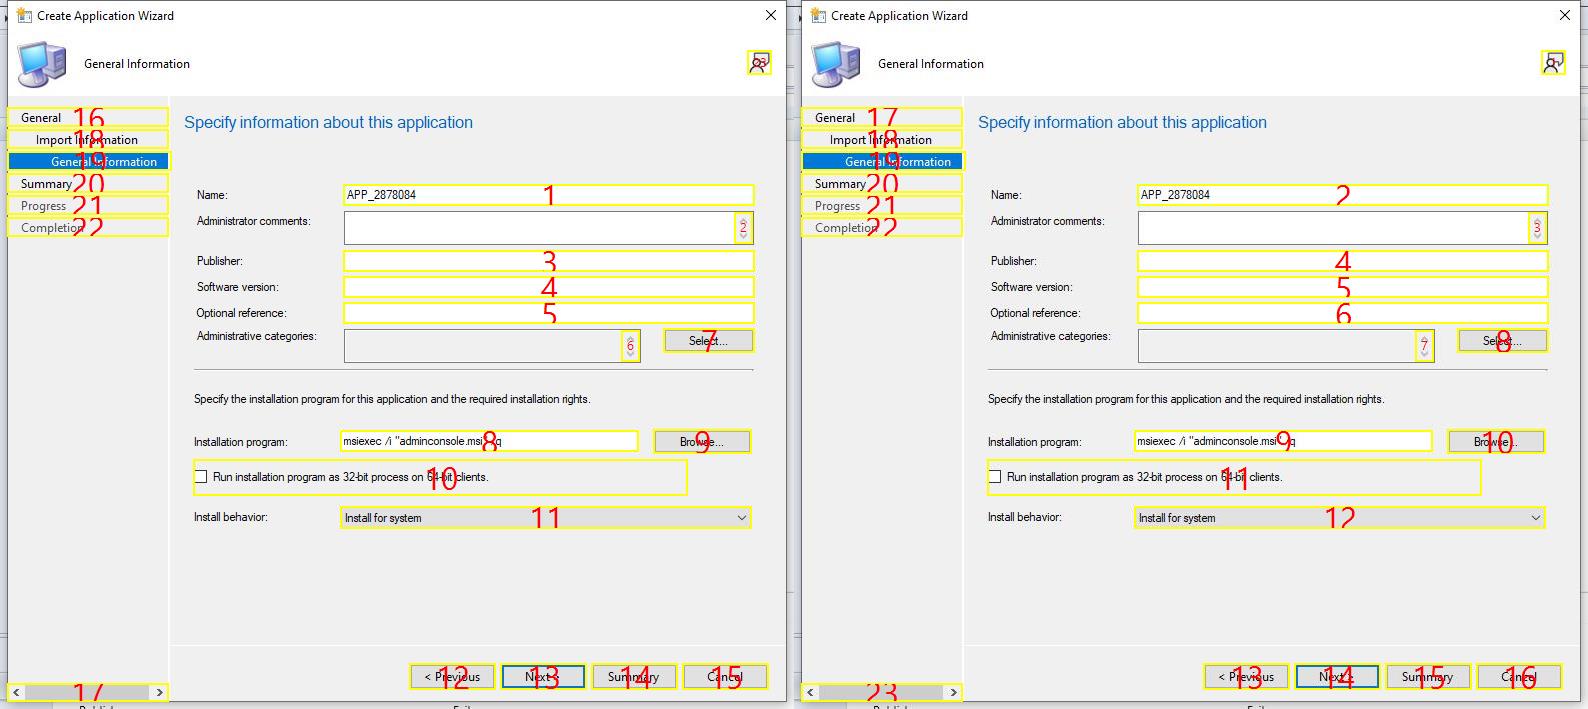 Create Application Wizard
General Information
23
General
16
Import Information
18
General Information
19
Summary
20
Progress
21
Completion
22
17
Specify information about this application
Name:
APP_2878084
1
Administrator comments:
2
Publisher:
3
Software version:
4
Optional reference:
5
Administrative categories:
6
Select...
7
Specify the installation program for this application and the required installation rights.
Installation program:
msiexec /i "adminconsole.msi" /q
8
Browse...
9
Run installation program as 32-bit process on 64-bit clients.
10
Install behavior:
Install for system
11
< Previous
12
Next >
13
Summary
14
Cancel
15
Create Application Wizard
General Information
1
General
17
Import Information
18
General Information
19
Summary
20
Progress
21
Completion
22
23
Specify information about this application
Name:
APP_2878084
2
Administrator comments:
3
Publisher:
4
Software version:
5
Optional reference:
6
Administrative categories:
7
Select...
8
Specify the installation program for this application and the required installation rights.
Installation program:
msiexec /i "adminconsole.msi" /q
9
Browse...
10
Run installation program as 32-bit process on 64-bit clients.
11
Install behavior:
Install for system
12
< Previous
13
Next >
14
Summary
15
Cancel
16